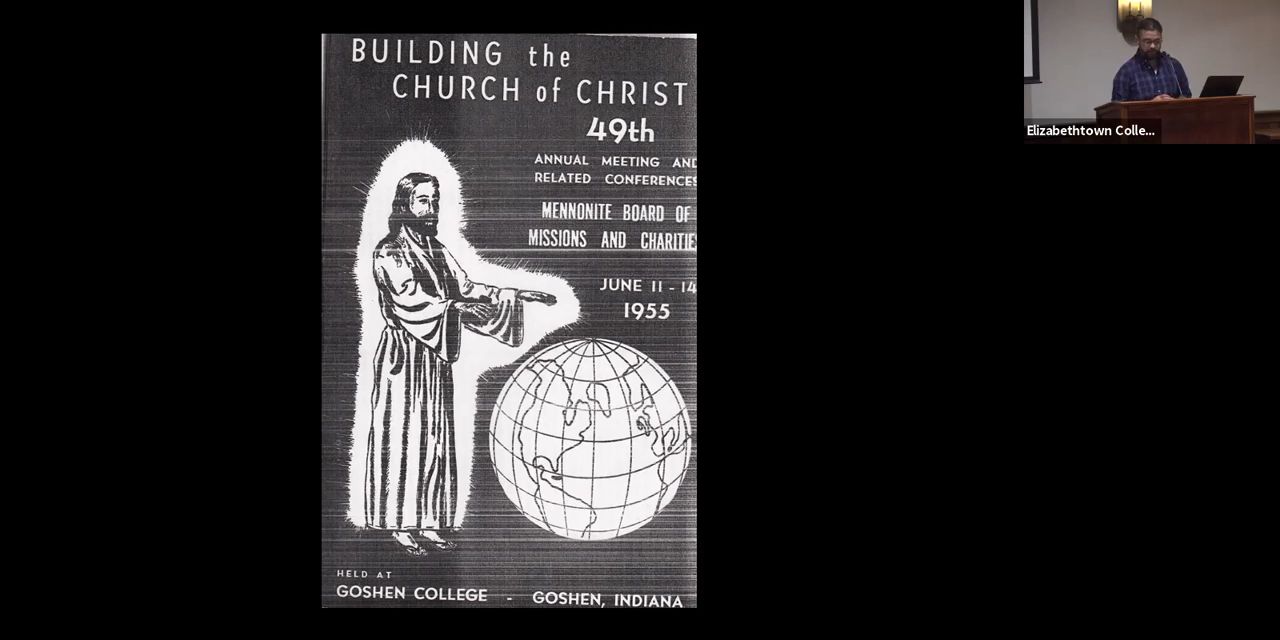 BUILDING the
CHURCH of CHRIST
49th
ANNUAL MEETING AND
RELATED CONFERENCES
MENNONITE BOARD OF
MISSIONS AND CHARITIE
JUNE 11 - 14
1955
HELD AT
GOSHEN COLLEGE - GOSHEN, INDIANA
Elizabethtown Colle...